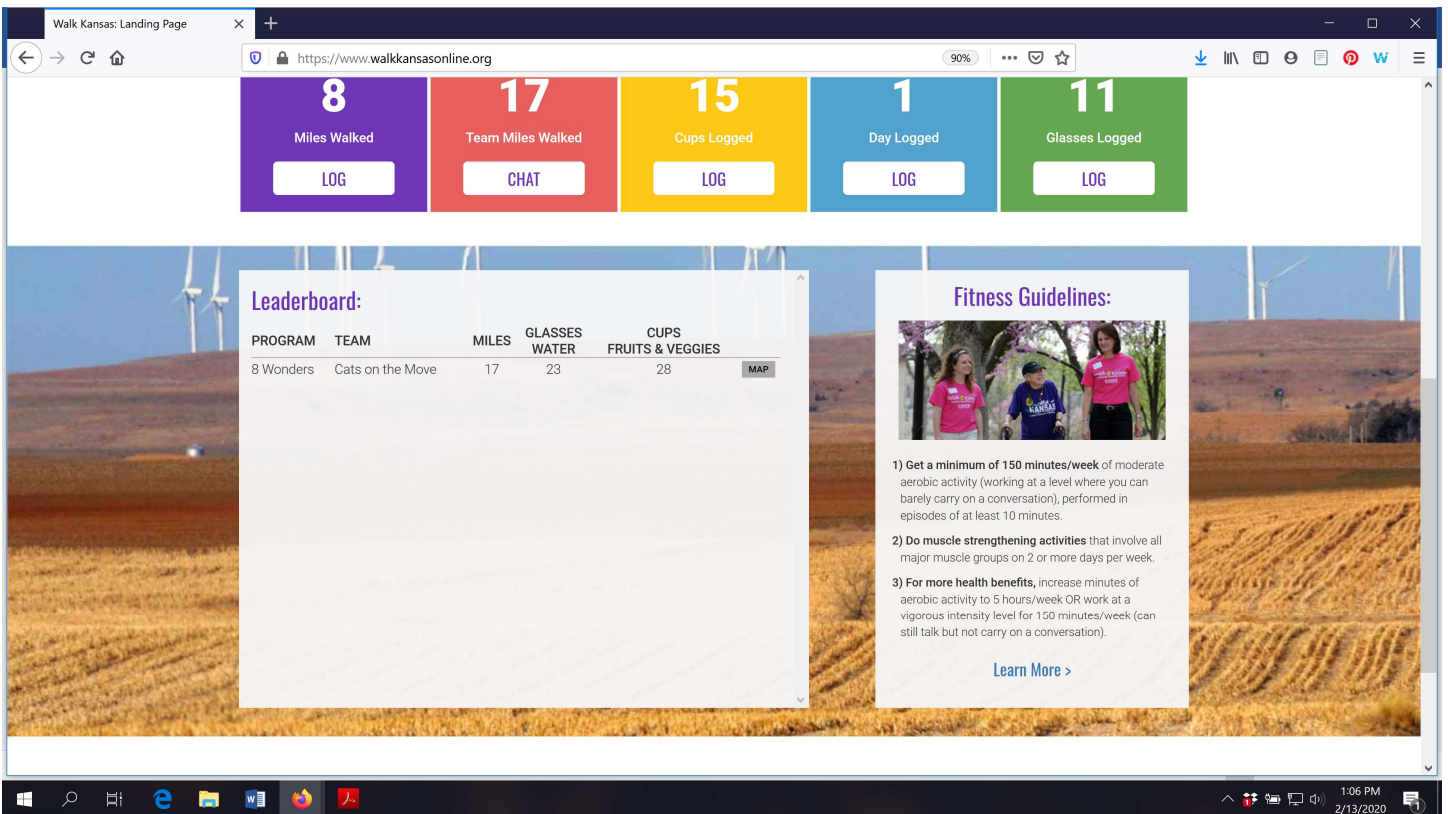 Walk Kansas: Landing Page
https://www.walkkansasonline.org
90%
8
Miles Walked
LOG
17
Team Miles Walked
CHAT
15
Cups Logged
LOG
1
Day Logged
LOG
11
Glasses Logged
LOG
Leaderboard:
PROGRAM TEAM MILES GLASSES WATER CUPS FRUITS & VEGGIES
8 Wonders Cats on the Move 17 23 28 MAP
Fitness Guidelines:
1) Get a minimum of 150 minutes/week of moderate
aerobic activity (working at a level where you can
barely carry on a conversation), performed in
episodes of at least 10 minutes.
2) Do muscle strengthening activities that involve all
major muscle groups on 2 or more days per week.
3) For more health benefits, increase minutes of
aerobic activity to 5 hours/week OR work at a
vigorous intensity level for 150 minutes/week (can
still talk but not carry on a conversation).
Learn More >
1:06 PM
2/13/2020